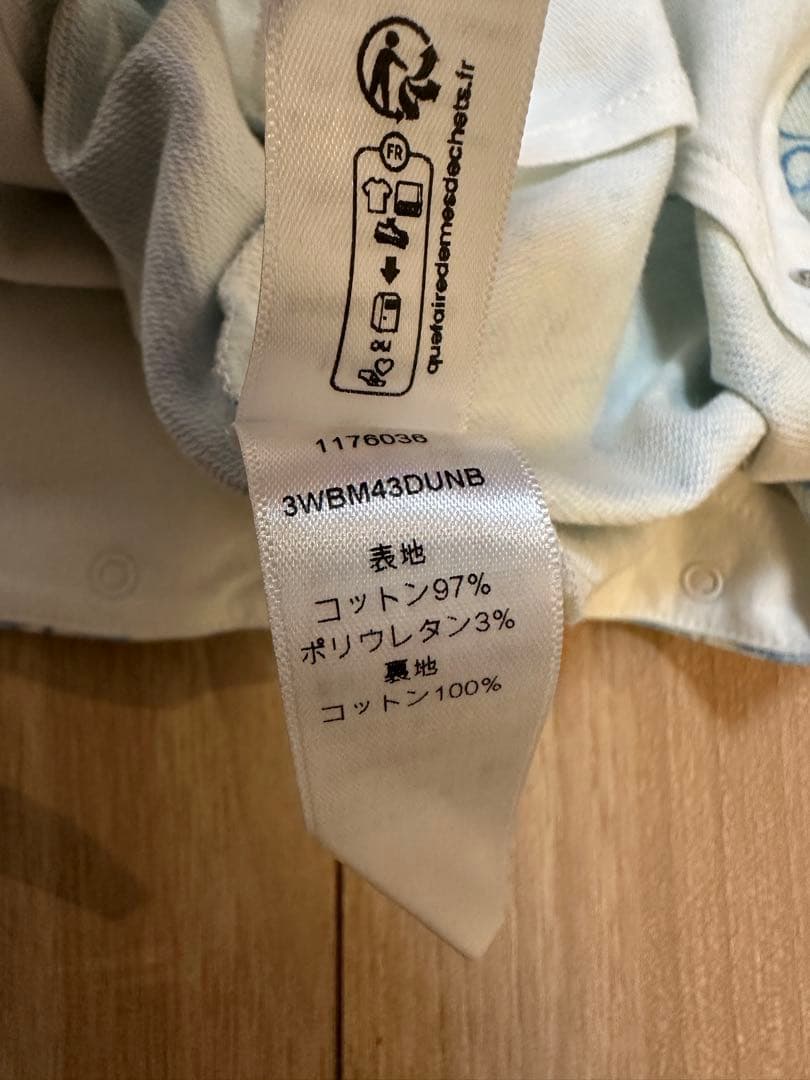 FR
quefairedemesdechets.fr
1176036
3WBM43DUNB
表地
コットン97%
ポリウレタン3%
裏地
コットン100%